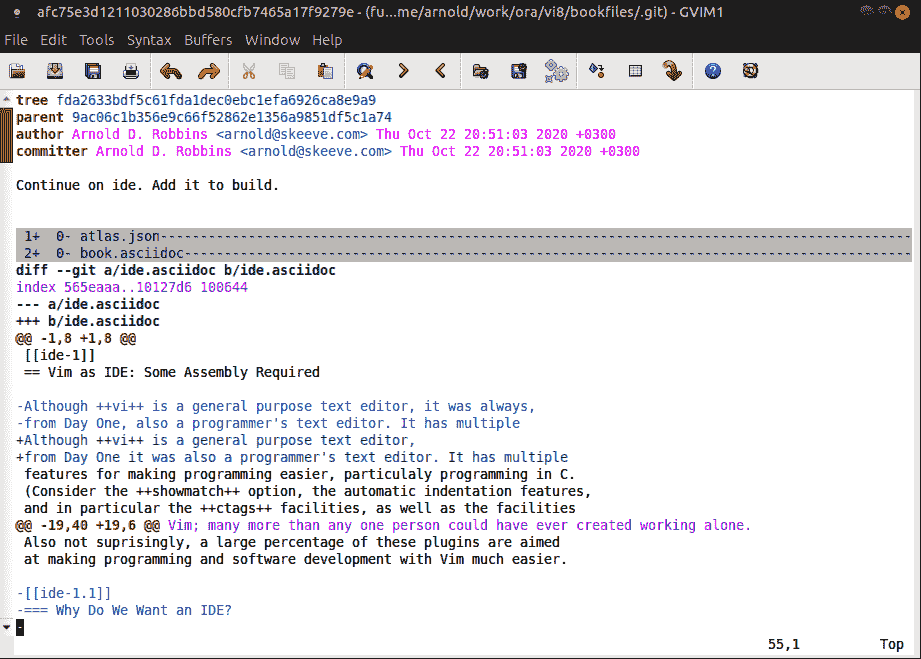 afc75e3d1211030286bbd580cfb7465a17f9279e - (fu...me/arnold/work/ora/vi8/bookfiles/.git) - GVIM1
File Edit Tools Syntax Buffers Window Help
tree fda2633bdf5c61fda1dec0ebc1efa6926ca8e9a9
parent 9ac06c1b356e9c66f52862e1356a9851df5c1a74
author Arnold D. Robbins <arnold@skeeve.com> Thu Oct 22 20:51:03 2020 +0300
committer Arnold D. Robbins <arnold@skeeve.com> Thu Oct 22 20:51:03 2020 +0300
Continue on ide. Add it to build.
1+ 0- atlas.json----------------------------------------------------------------------------------------------
2+ 0- book.asciidoc-------------------------------------------------------------------------------------------
diff --git a/ide.asciidoc b/ide.asciidoc
index 565eaaa..10127d6 100644
--- a/ide.asciidoc
+++ b/ide.asciidoc
@@ -1,8 +1,8 @@
[[ide-1]]
== Vim as IDE: Some Assembly Required
-Although ++vi++ is a general purpose text editor, it was always,
-from Day One, also a programmer's text editor. It has multiple
+Although ++vi++ is a general purpose text editor,
+from Day One it was also a programmer's text editor. It has multiple
features for making programming easier, particulaly programming in C.
(Consider the ++showmatch++ option, the automatic indentation features,
and in particular the ++ctags++ facilities, as well as the facilities
@@ -19,40 +19,6 @@ Vim; many more than any one person could have ever created working alone.
Also not suprisingly, a large percentage of these plugins are aimed
at making programming and software development with Vim much easier.
-[[ide-1.1]]
-=== Why Do We Want an IDE?
-
55,1 Top